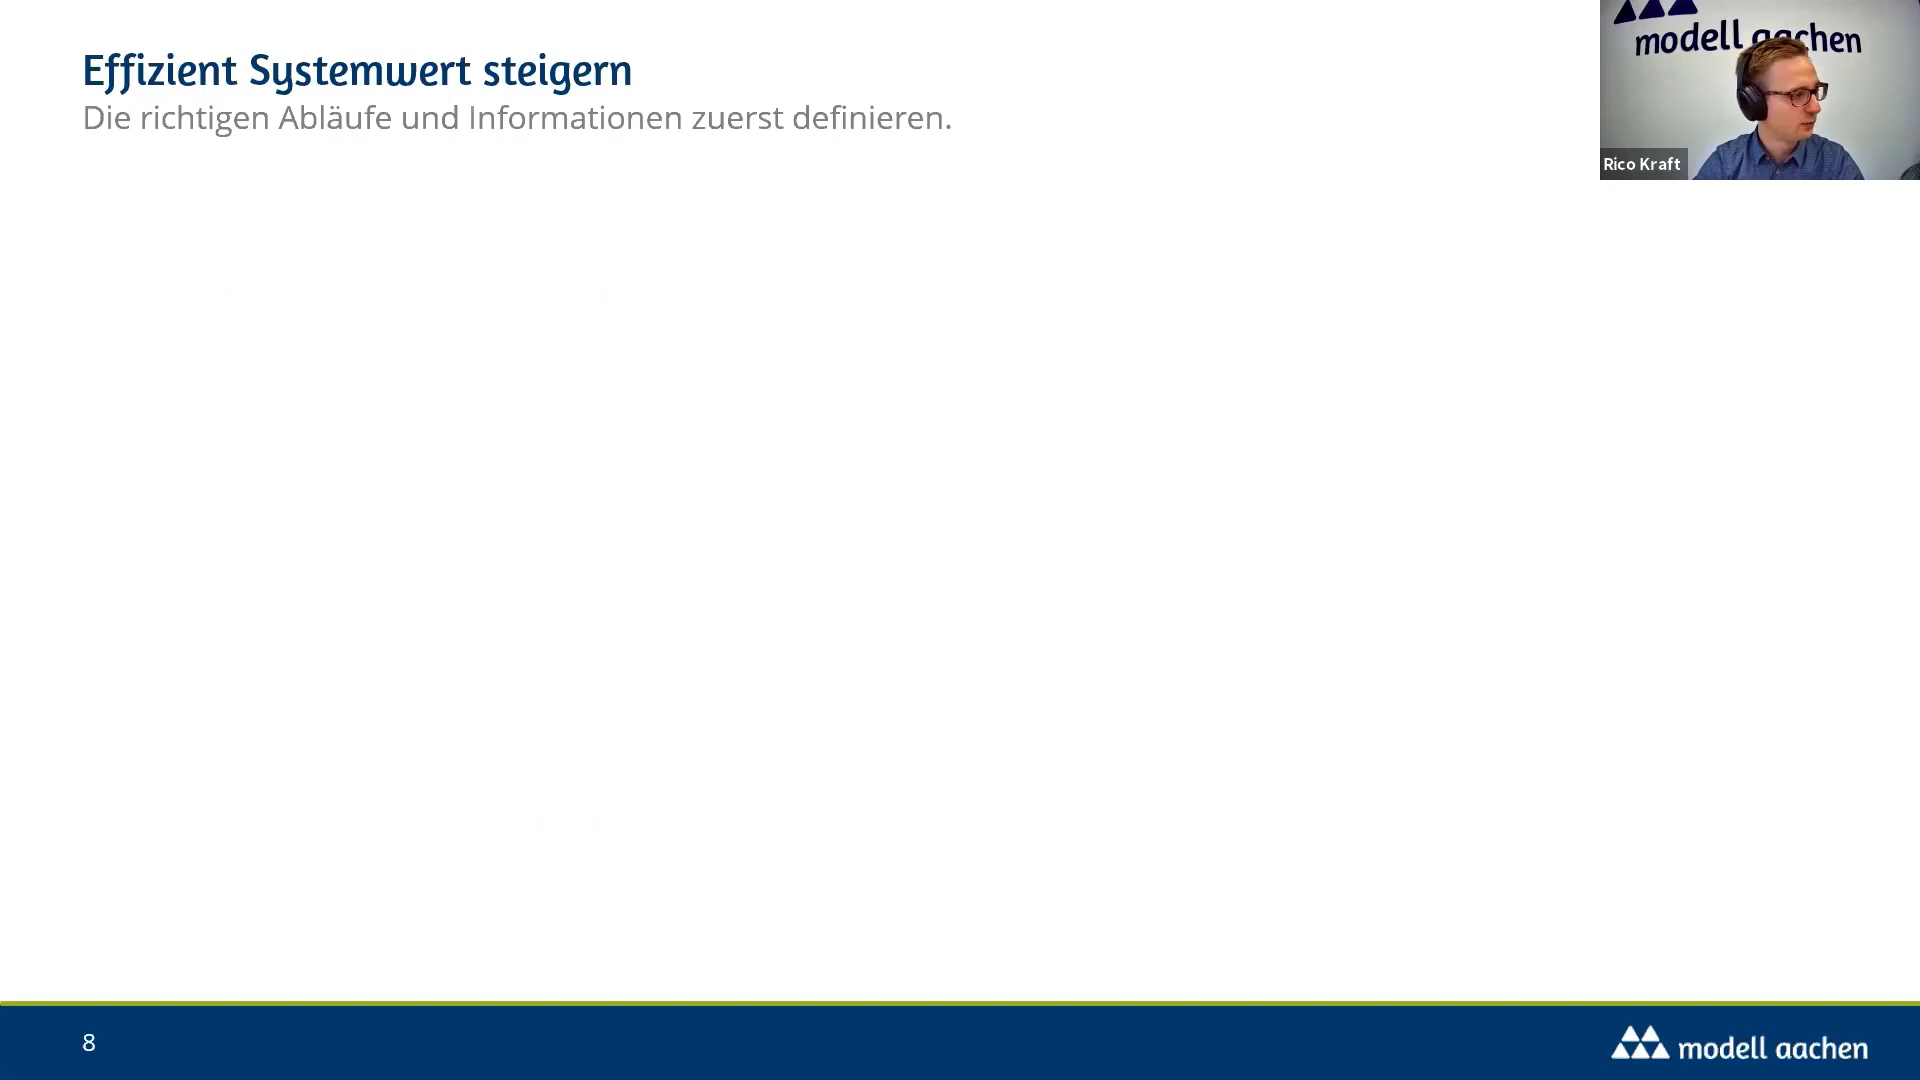 Effizient Systemwert steigern
Die richtigen Abläufe und Informationen zuerst definieren.
modell aachen
Rico Kraft
8
modell aachen